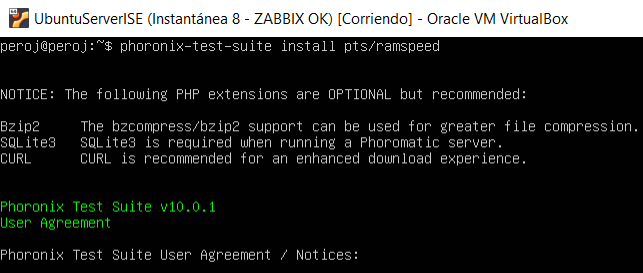 UbuntuServerISE (Instantánea 8 - ZABBIX OK) [Corriendo] - Oracle VM VirtualBox
peroj@peroj:~$ phoronix-test-suite install pts/ramspeed
NOTICE: The following PHP extensions are OPTIONAL but recommended:
Bzip2    The bzcompress/bzip2 support can be used for greater file compression.
SQLite3  SQLite3 is required when running a Phoromatic server.
CURL     CURL is recommended for an enhanced download experience.
Phoronix Test Suite v10.0.1
User Agreement
Phoronix Test Suite User Agreement / Notices: